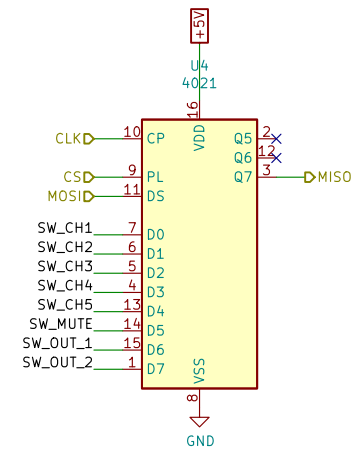 +5V
U4
4021
16
VDD
CLK 10 CP Q5 2
Q6 12
CS 9 PL Q7 3 MISO
MOSI 11 DS
SW_CH1 7 D0
SW_CH2 6 D1
SW_CH3 5 D2
SW_CH4 4 D3
SW_CH5 13 D4
SW_MUTE 14 D5
SW_OUT_1 15 D6
SW_OUT_2 1 D7
VSS
8
GND